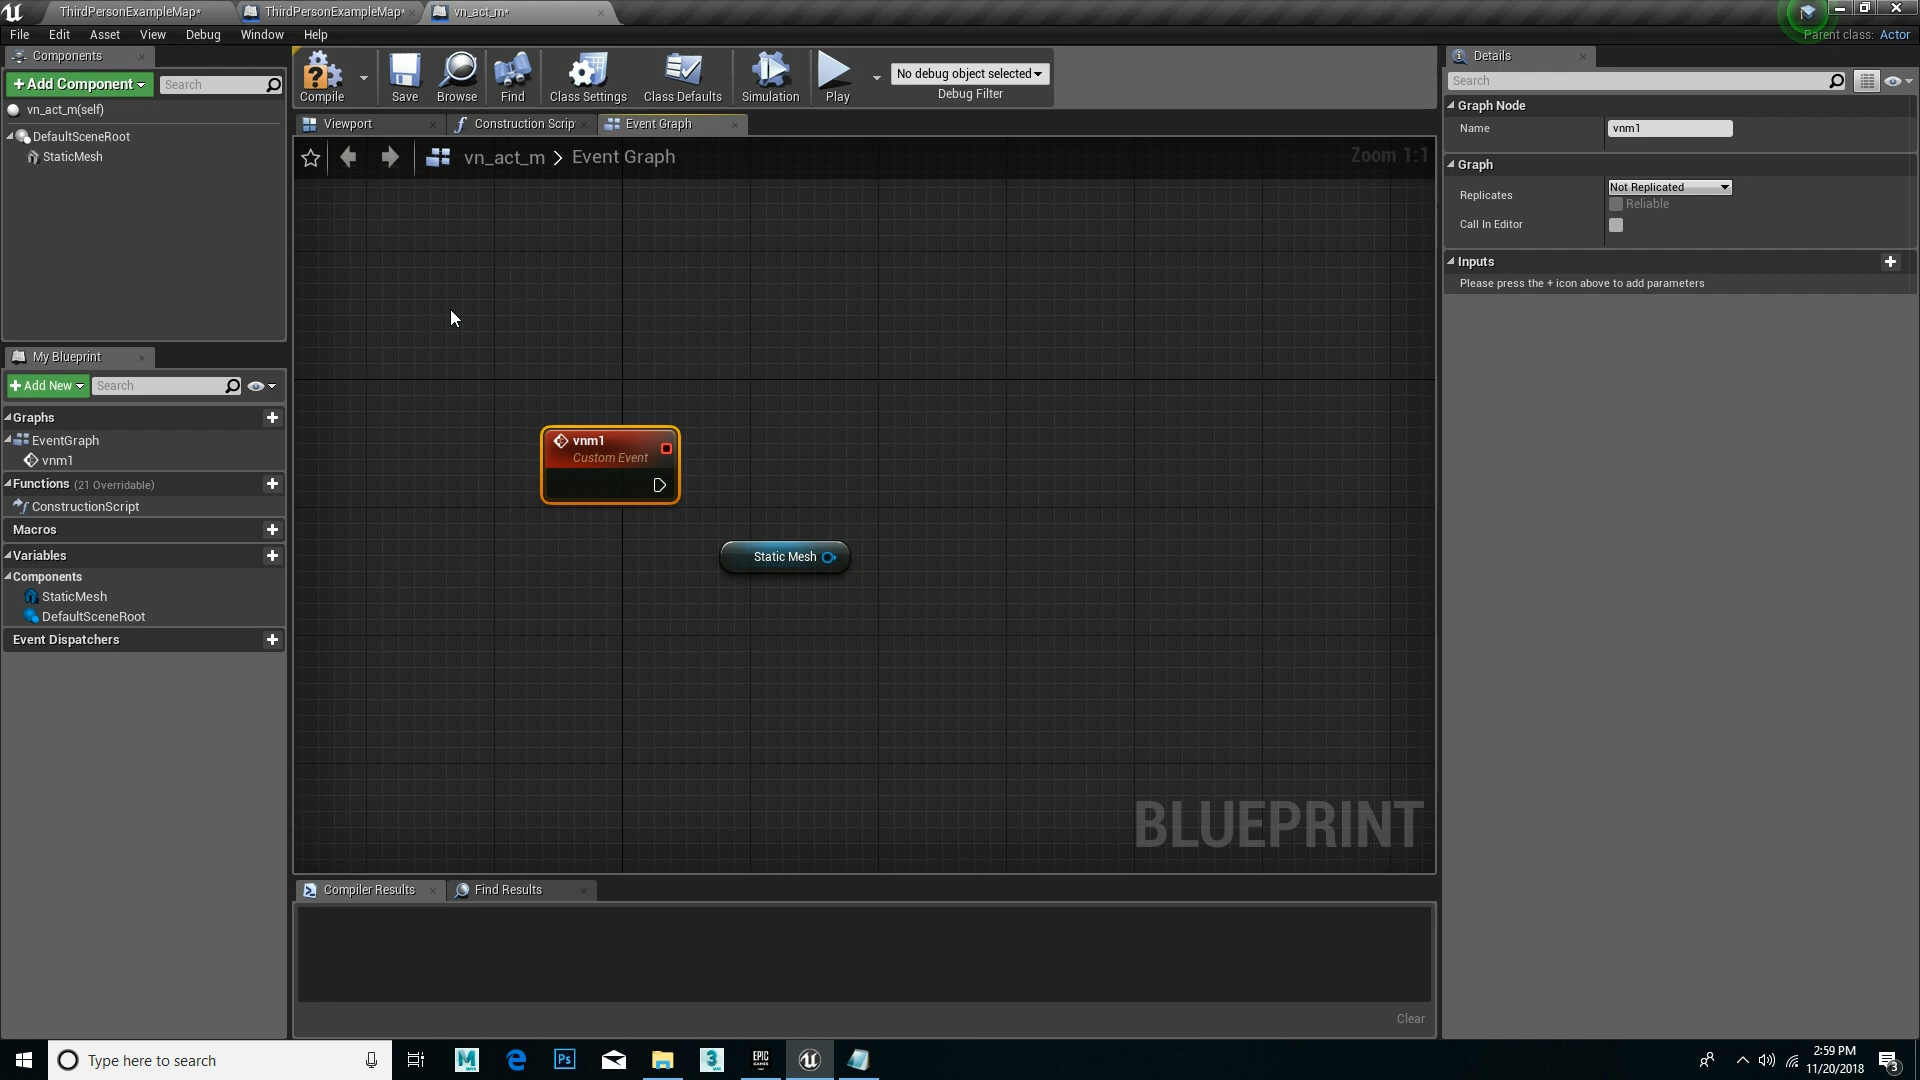 ThirdPersonExampleMap*
ThirdPersonExampleMap*
vn_act_m*
File Edit Asset View Debug Window Help
Parent class: Actor
Components
+Add Component
Search
vn_act_m(self)
DefaultSceneRoot
StaticMesh
Compile
Save
Browse
Find
Class Settings
Class Defaults
Simulation
Play
No debug object selected
Debug Filter
Viewport
Construction Scrip
Event Graph
vn_act_m > Event Graph
Zoom 1:1
vnm1
Custom Event
Static Mesh
BLUEPRINT
My Blueprint
+Add New
Search
Graphs
EventGraph
vnm1
Functions (21 Overridable)
ConstructionScript
Macros
Variables
Components
StaticMesh
DefaultSceneRoot
Event Dispatchers
Compiler Results
Find Results
Clear
Details
Search
Graph Node
Name vnm1
Graph
Replicates Not Replicated
Reliable
Call In Editor
Inputs
Please press the + icon above to add parameters
Type here to search
M
Ps
3
EPIC GAMES
2:59 PM
11/20/2018
3